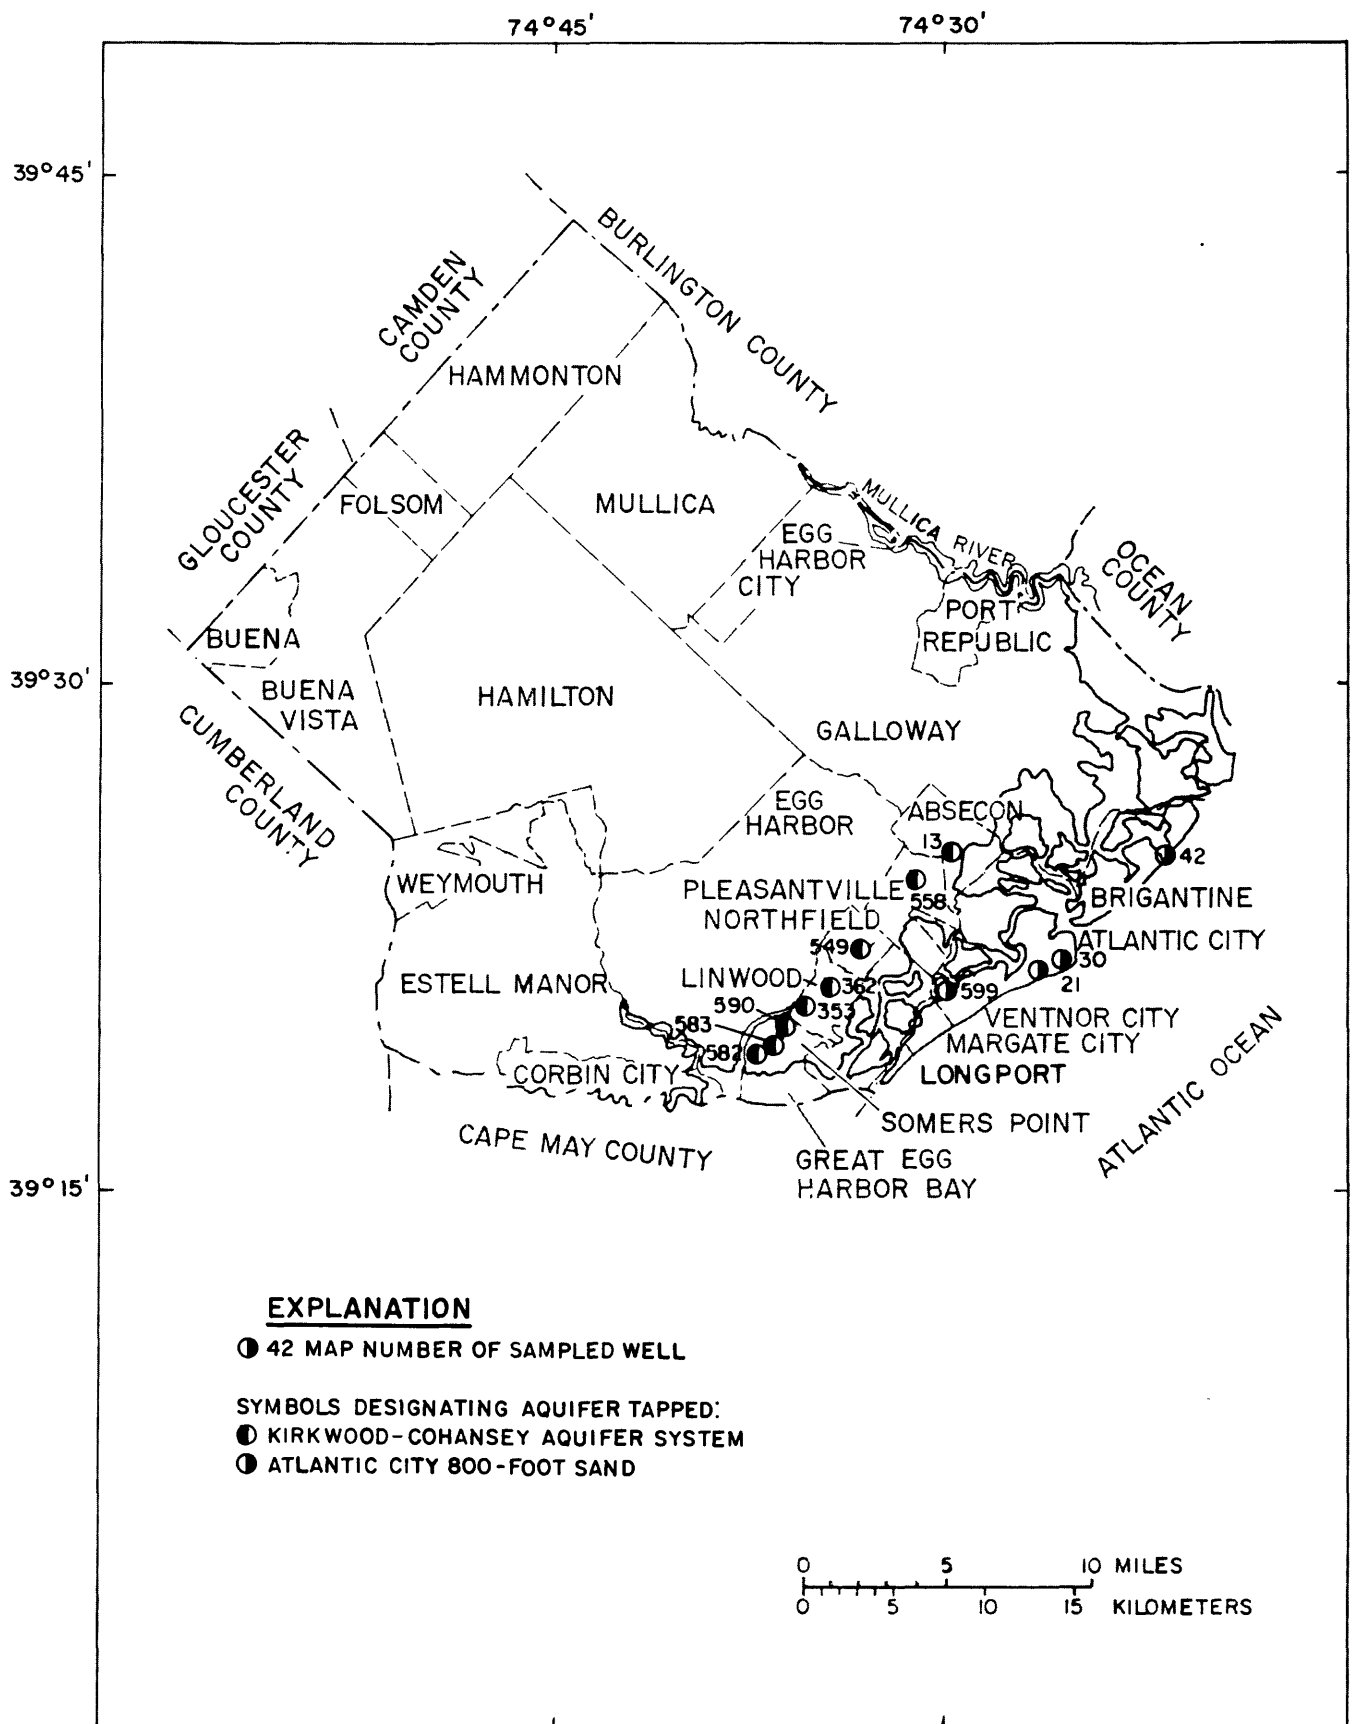 74°45'
74°30'
39°45'
BURLINGTON COUNTY
CAMDEN
COUNTY
HAMMONTON
GLOUCESTER
COUNTY
FOLSOM
MULLICA
MULLICA RIVER
EGG
HARBOR
CITY
OCEAN
COUNTY
PORT
REPUBLIC
BUENA
39°30'
BUENA
VISTA
HAMILTON
GALLOWAY
CUMBERLAND
COUNTY
EGG
HARBOR
ABSECON
13
42
WEYMOUTH
PLEASANTVILLE
558
BRIGANTINE
NORTHFIELD
549
ATLANTIC CITY
30
ESTELL MANOR
LINWOOD
362
21
599
590
353
583
VENTNOR CITY
582
MARGATE CITY
CORBIN CITY
LONGPORT
ATLANTIC OCEAN
SOMERS POINT
CAPE MAY COUNTY
GREAT EGG
HARBOR BAY
39°15'
EXPLANATION
42 MAP NUMBER OF SAMPLED WELL
SYMBOLS DESIGNATING AQUIFER TAPPED:
KIRKWOOD-COHANSEY AQUIFER SYSTEM
ATLANTIC CITY 800-FOOT SAND
0 5 10 MILES
0 5 10 15 KILOMETERS